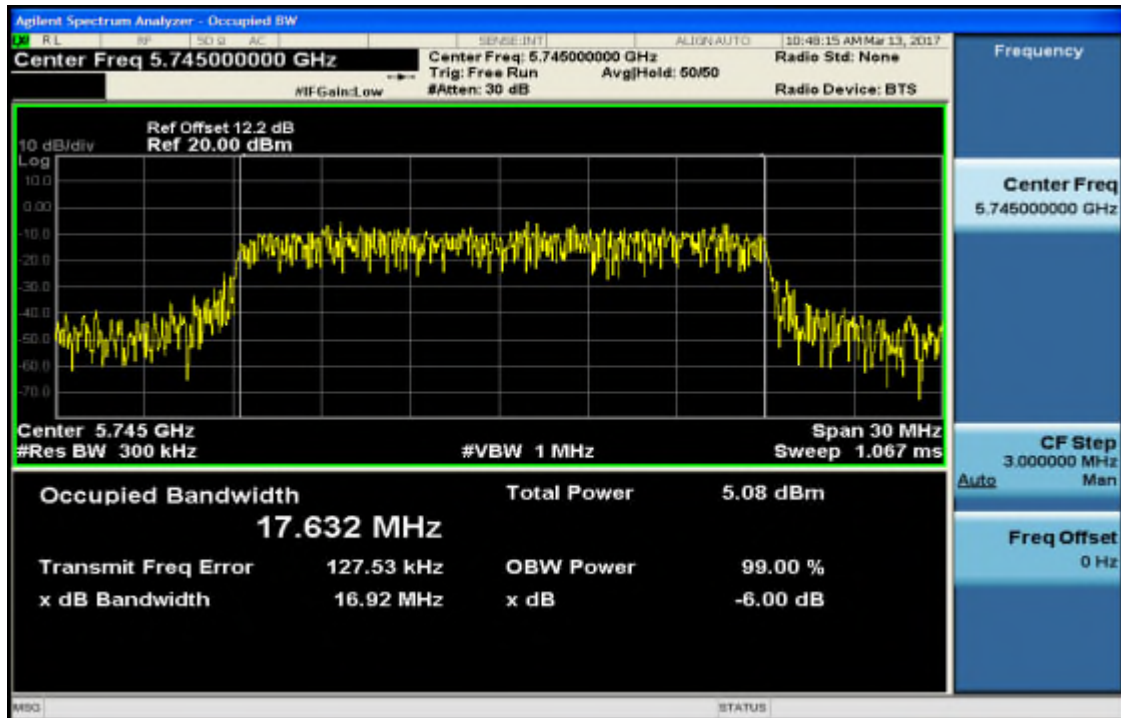 Agilent Spectrum Analyzer - Occupied BW
RL RF 50 Ω AC SENSE:INT ALIGN AUTO 10:48:15 AM Mar 13, 2017
Center Freq 5.745000000 GHz
Center Freq: 5.745000000 GHz Radio Std: None
Trig: Free Run Avg|Hold: 50/50
#IFGain:Low #Atten: 30 dB Radio Device: BTS
Frequency
Ref Offset 12.2 dB
10 dB/div Ref 20.00 dBm
Log
10.0
0.00
-10.0
-20.0
-30.0
-40.0
-50.0
-60.0
-70.0
Center 5.745 GHz Span 30 MHz
#Res BW 300 kHz #VBW 1 MHz Sweep 1.067 ms
Center Freq
5.745000000 GHz
CF Step
3.000000 MHz
Auto Man
Freq Offset
0 Hz
Occupied Bandwidth Total Power 5.08 dBm
17.632 MHz
Transmit Freq Error 127.53 kHz OBW Power 99.00 %
x dB Bandwidth 16.92 MHz x dB -6.00 dB
MSG STATUS